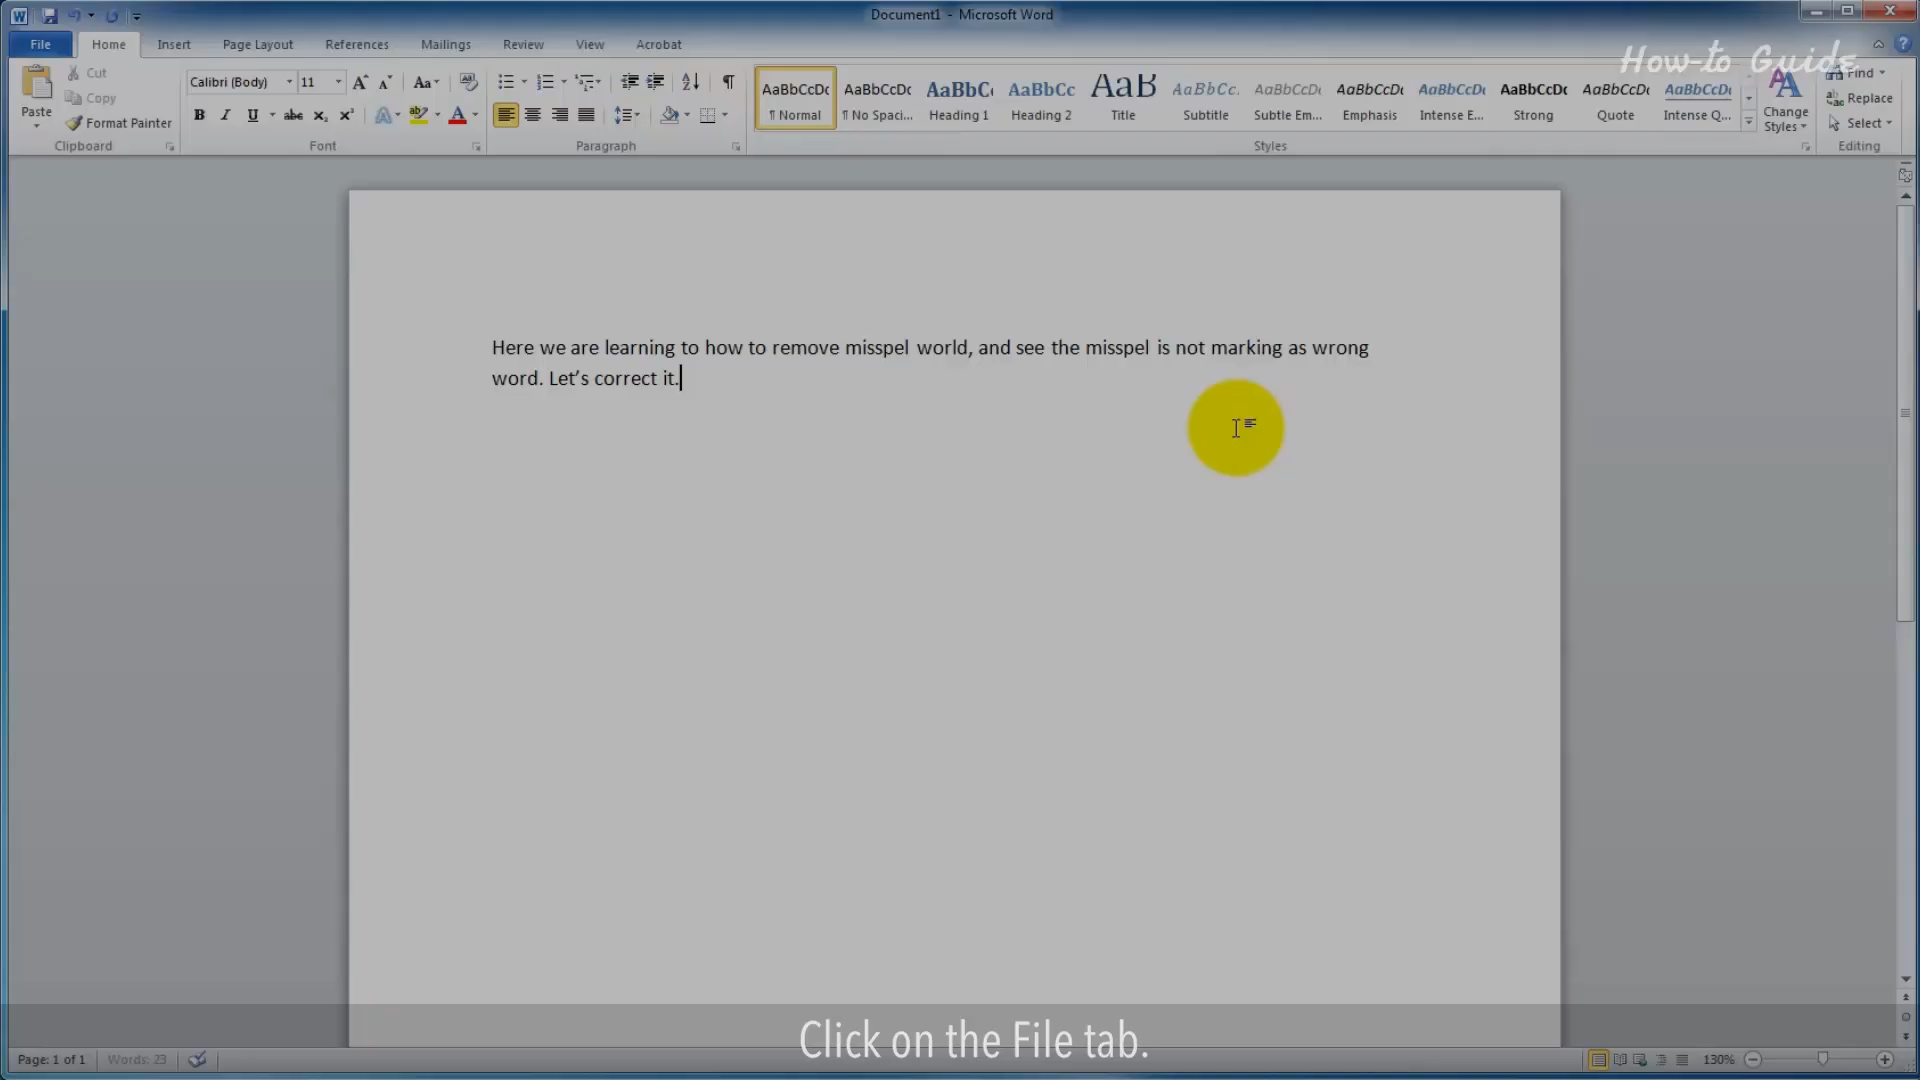 Document1 - Microsoft Word
File Home Insert Page Layout References Mailings Review View Acrobat
How-to Guide
Paste
Cut
Copy
Format Painter
Clipboard
Calibri (Body) 11
Font
Paragraph
AaBbCcDc AaBbCcDc AaBbC( AaBbCc AaB AaBbCc. AaBbCcDc AaBbCcDc AaBbCcDc AaBbCcDc AaBbCcDc AaBbCcDc
¶ Normal ¶ No Spaci... Heading 1 Heading 2 Title Subtitle Subtle Em... Emphasis Intense E... Strong Quote Intense Q...
Styles
Change
Styles
Find
Replace
Select
Editing
Here we are learning to how to remove misspel world, and see the misspel is not marking as wrong
word. Let’s correct it.
Click on the File tab.
Page: 1 of 1 Words: 23 130%